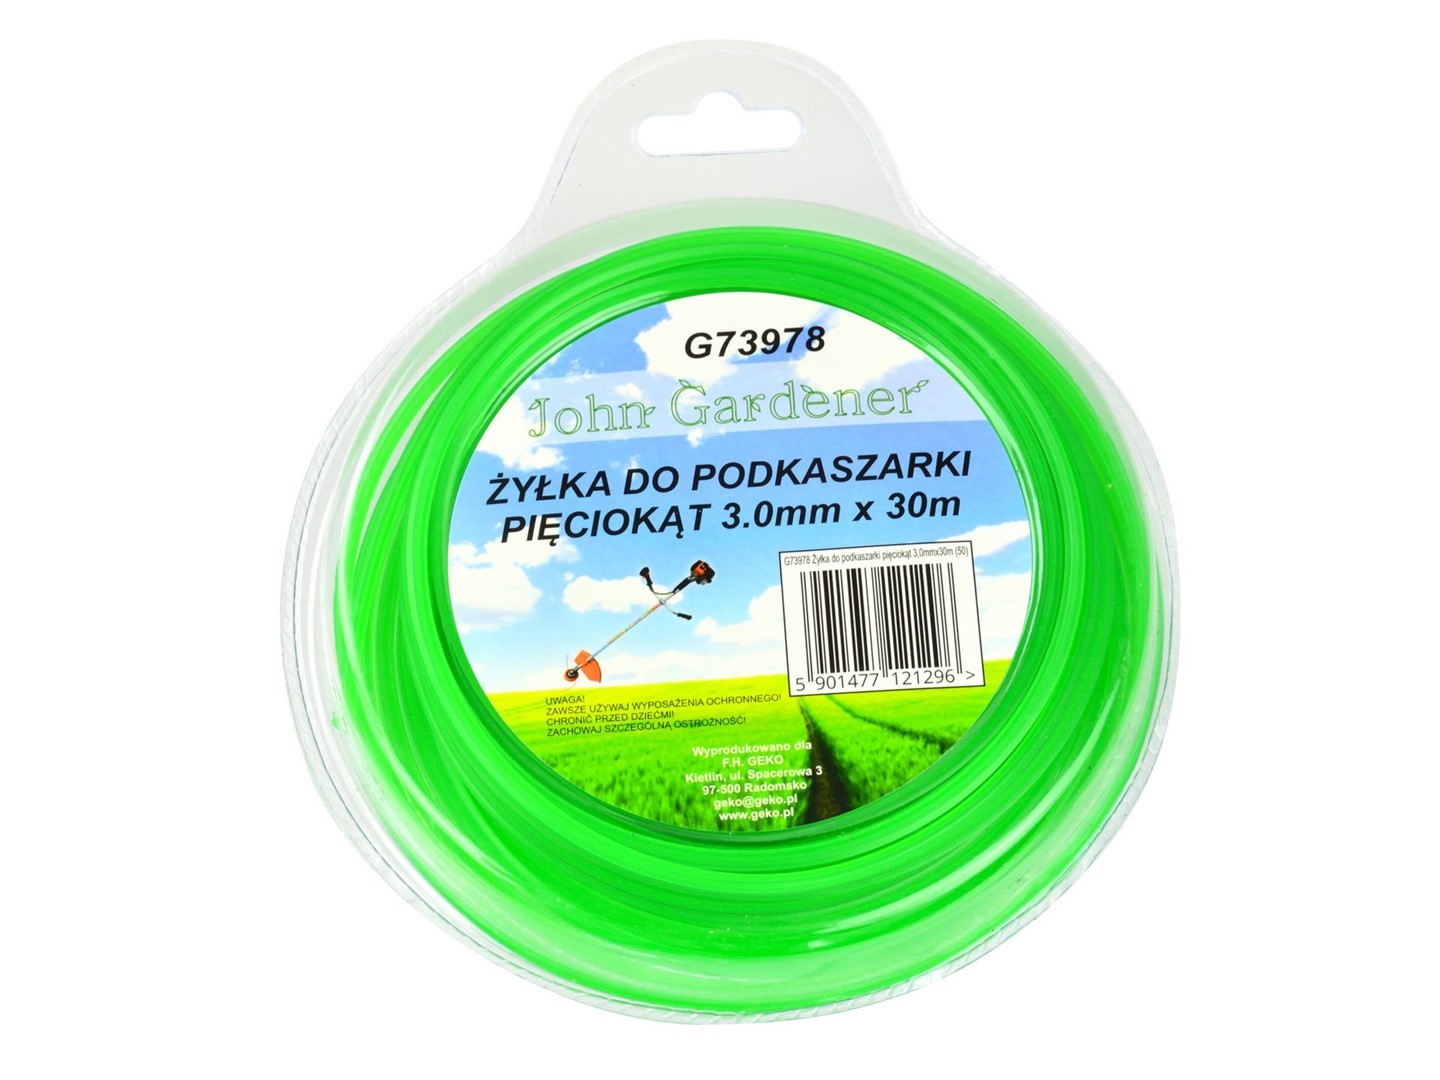 G73978
John Gardener
ŻYŁKA DO PODKASZARKI
PIĘCIOKĄT 3.0mm x 30m
G73978 Żyłka do podkaszarki pięciokąt 3,0mmx30m (50)
5 901477 121296 >
UWAGA!
ZAWSZE UŻYWAJ WYPOSAŻENIA OCHRONNEGO!
CHRONIĆ PRZED DZIEĆMI!
ZACHOWAJ SZCZEGÓLNĄ OSTROŻNOŚĆ!
Wyprodukowano dla
F.H. GEKO
Kietlin, ul. Spacerowa 3
97-500 Radomsko
geko@geko.pl
www.geko.pl